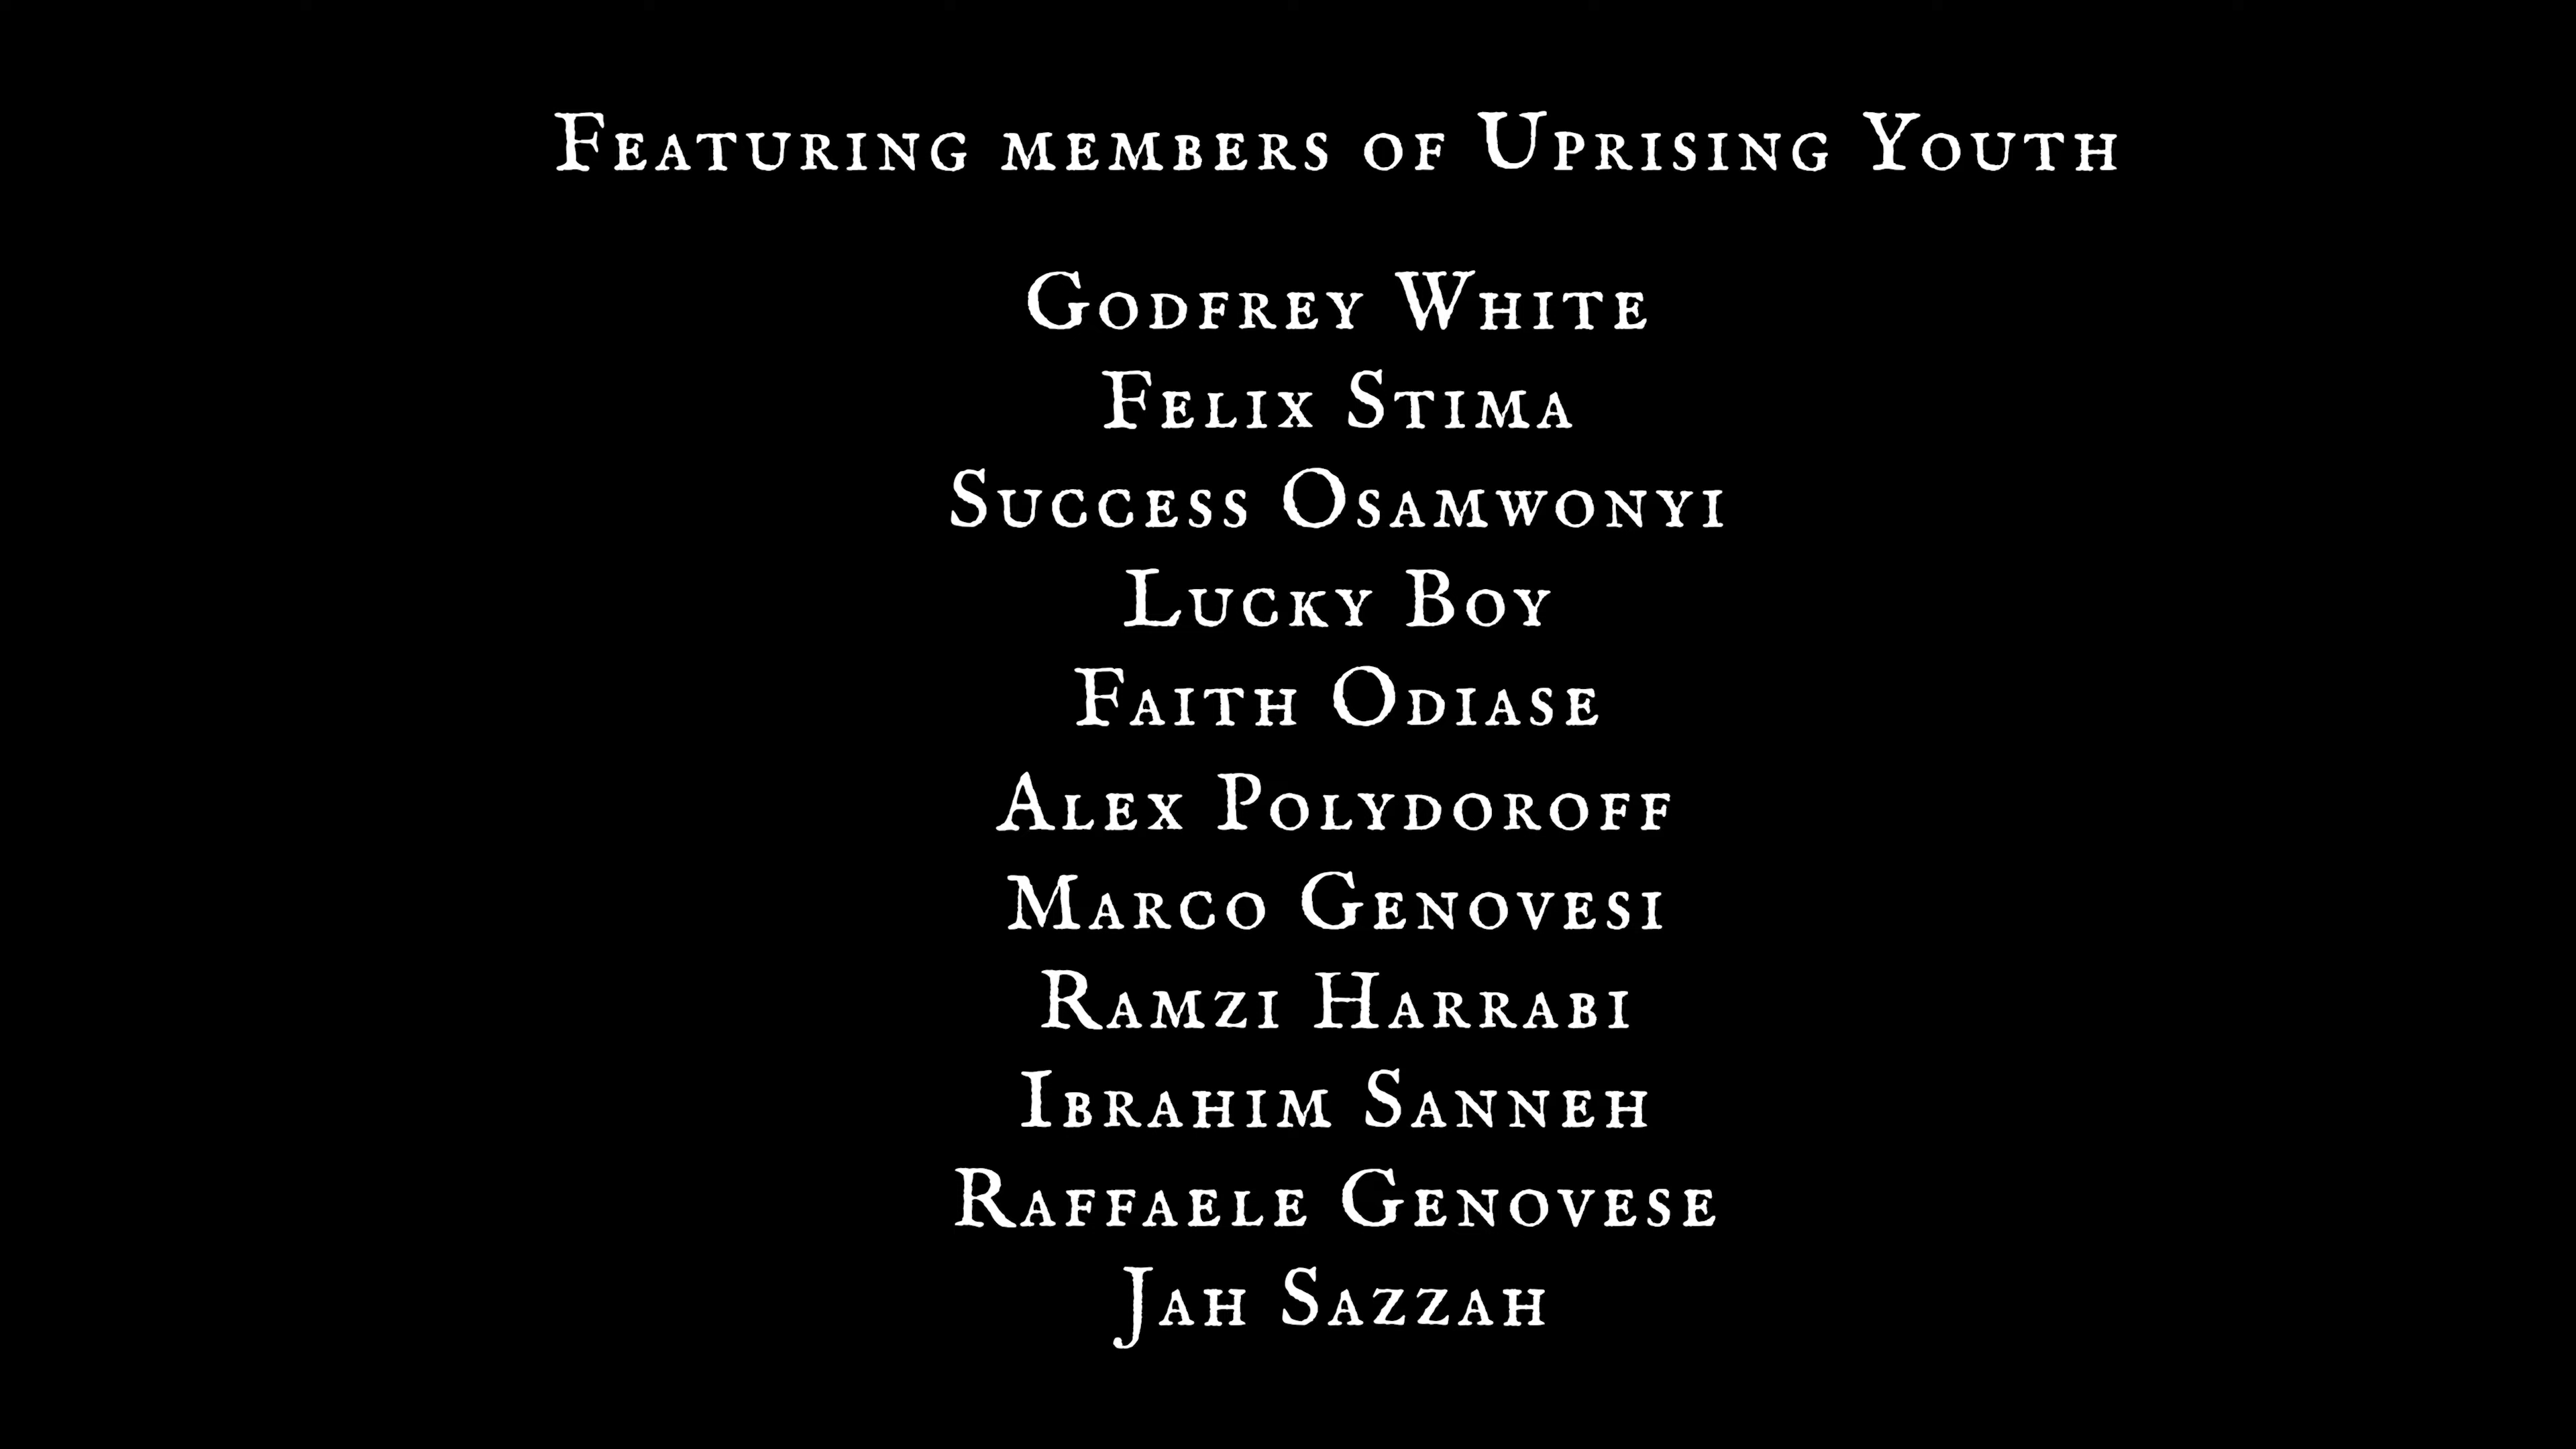 Featuring members of Uprising Youth
Godfrey White
Felix Stima
Success Osamwonyi
Lucky Boy
Faith Odiase
Alex Polydoroff
Marco Genovesi
Ramzi Harrabi
Ibrahim Sanneh
Raffaele Genovese
Jah Sazzah